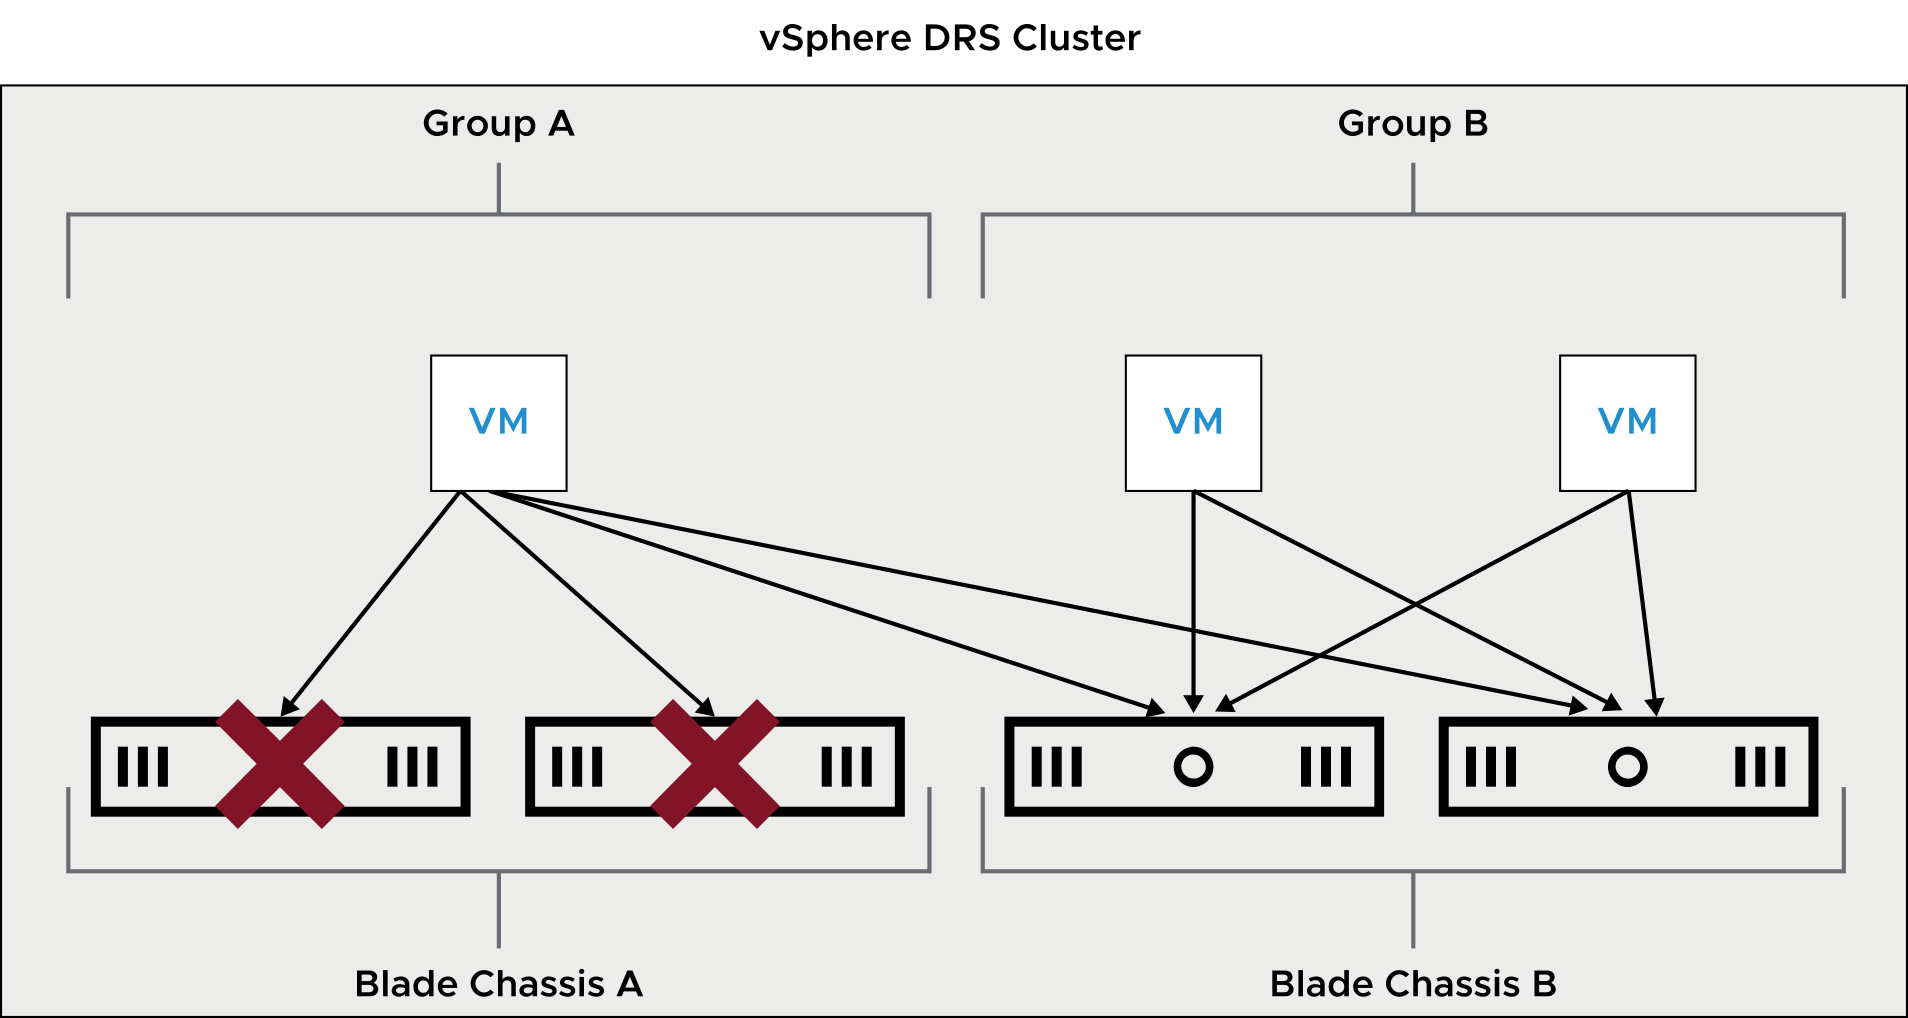 vSphere DRS Cluster
Group A
Group B
VM
VM
VM
Blade Chassis A
Blade Chassis B